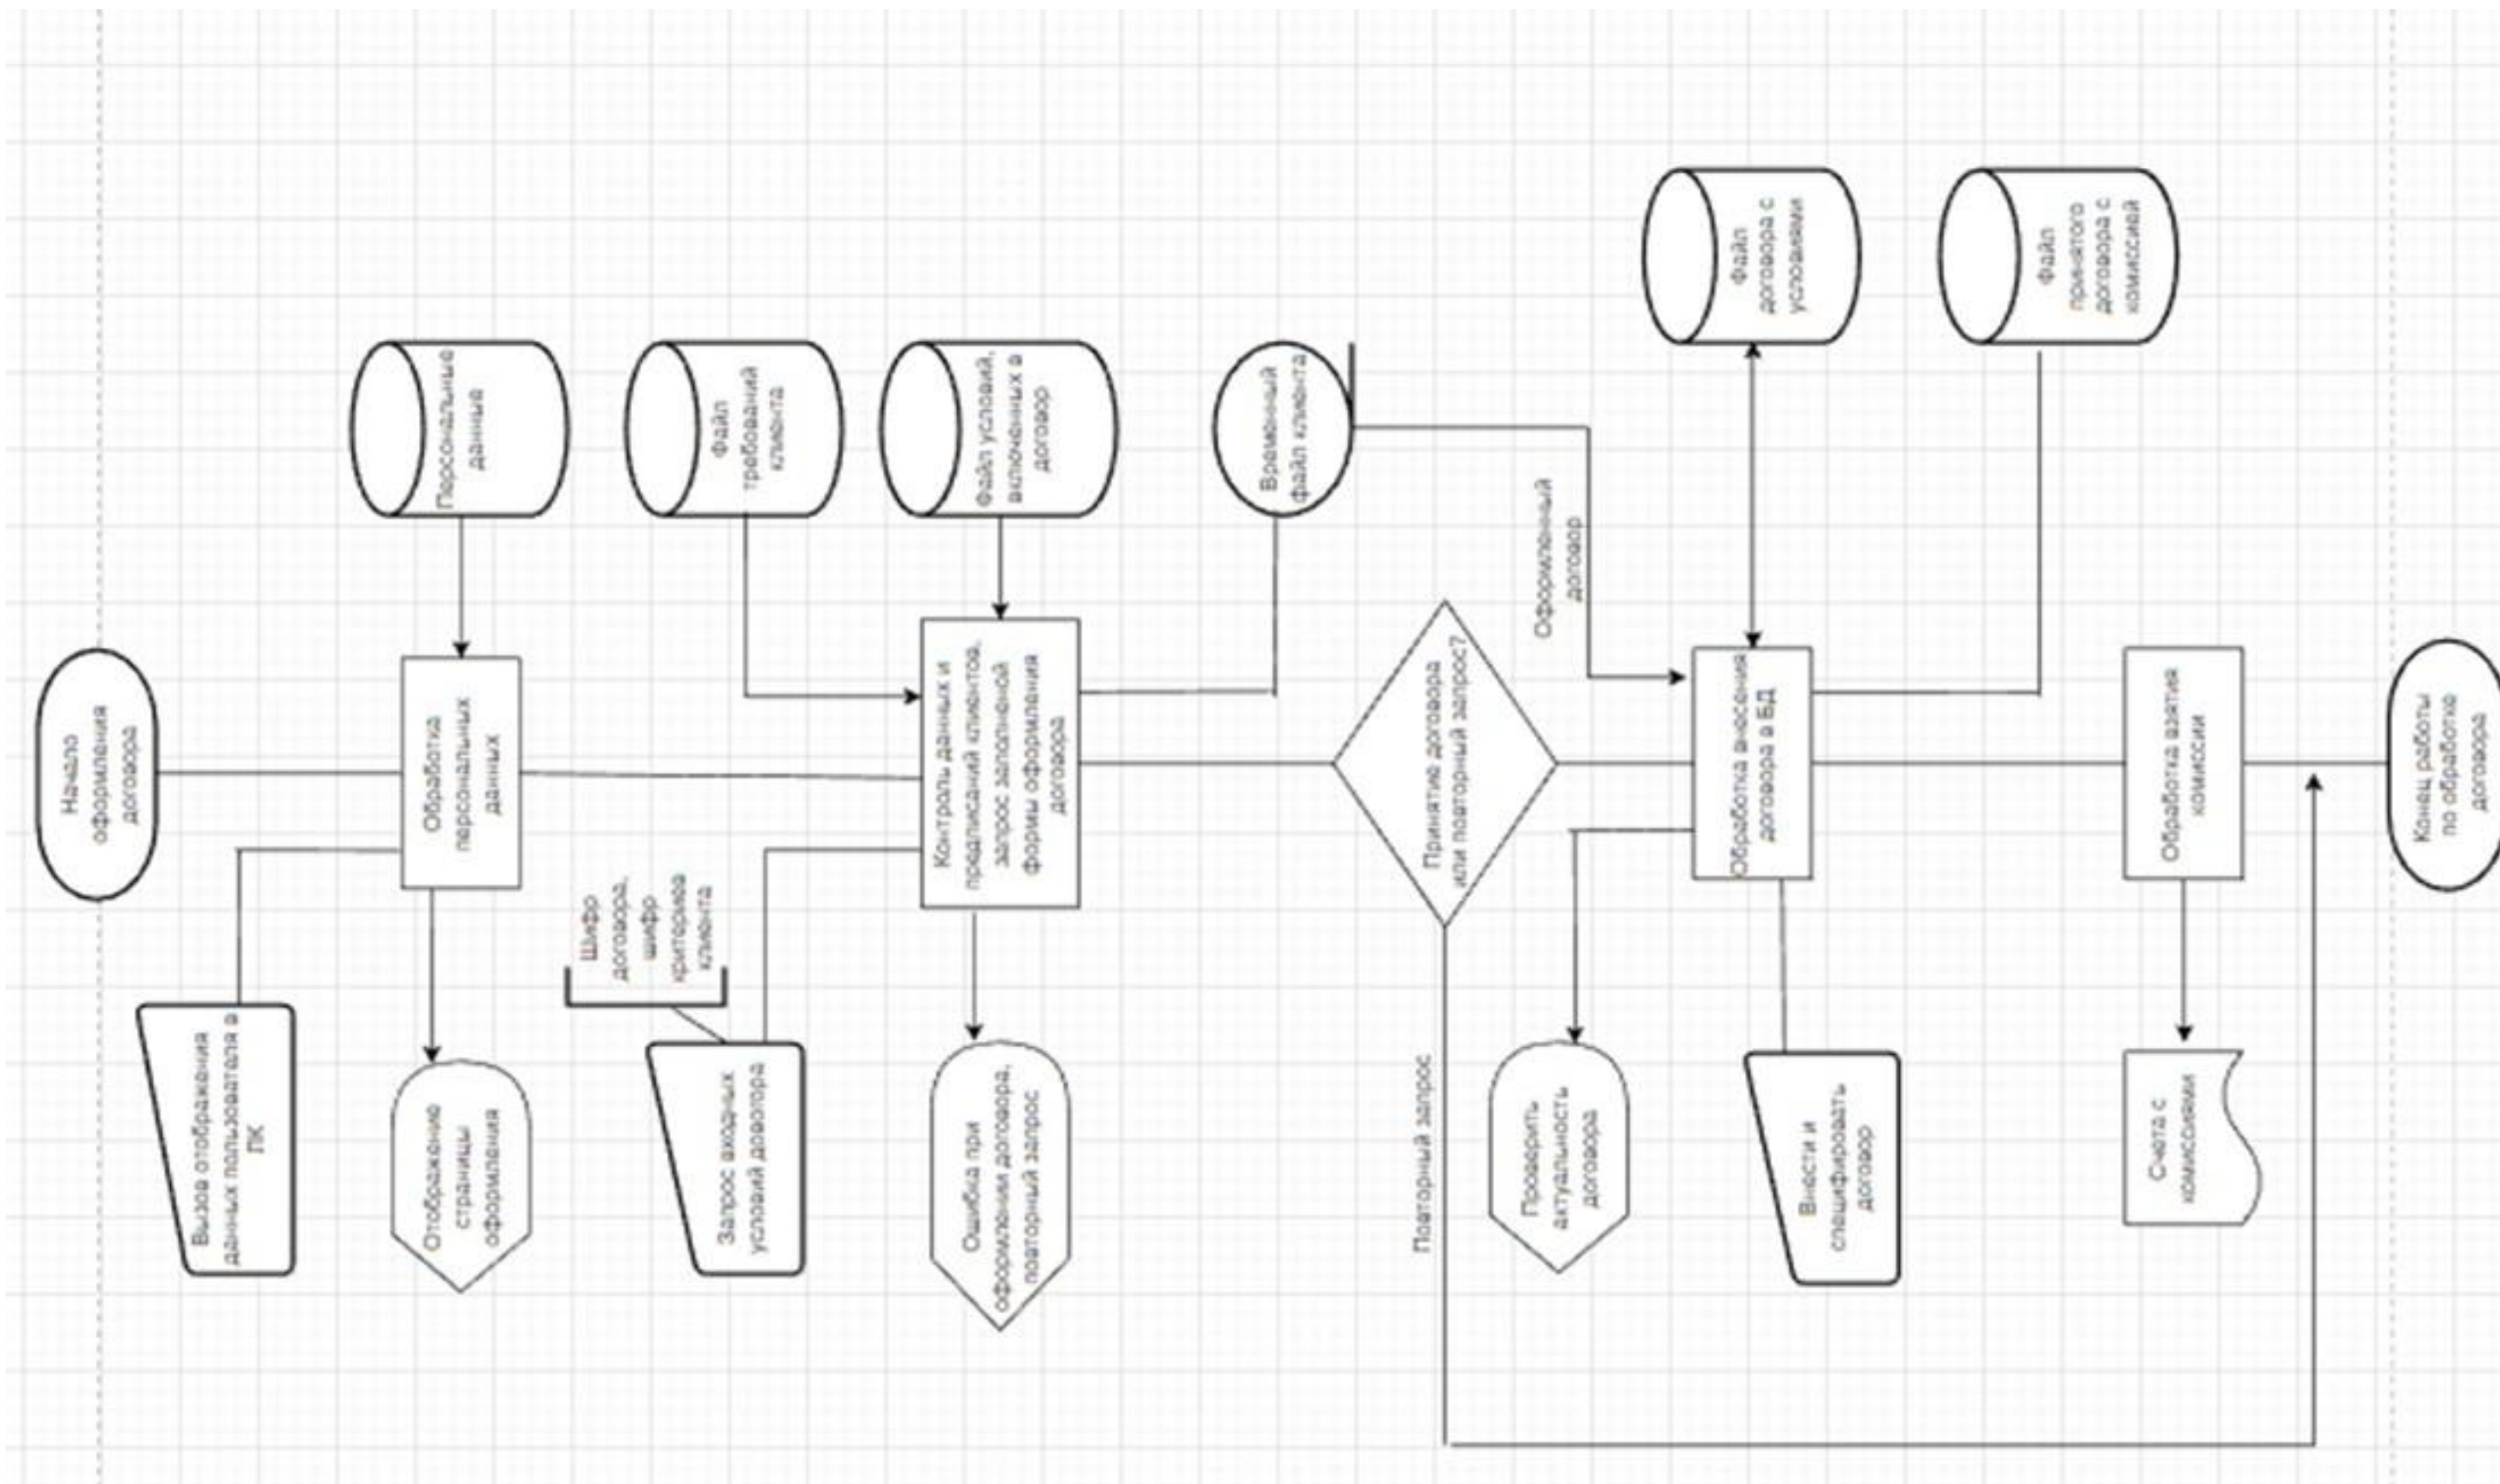 Начало
оформления
договора
Вызов отображения
данных пользователя в
ПК
Обработка
персональных
данных
Персональные
данные
Отображение
страницы
оформления
Шифр
договора,
шифр
критериев
клиента
Запрос входных
условий договора
Файл
требований
клиента
Файл условий,
включенных в
договор
Контроль данных и
предписаний клиентов,
запрос заполненой
формы оформления
договора
Ошибка при
оформлении договора,
повторный запрос
Временный
файл клиента
Принятие договора
или повторный запрос?
Повторный запрос
Оформленный
договор
Проверить
актуальность
договора
Файл
договора с
условиями
Обработка внесения
договора в БД
Внести и
специфировать
договор
Файл
принятого
договора с
комиссией
Обработка взятия
комиссии
Счета с
комиссиями
Конец работы
по обработке
договора